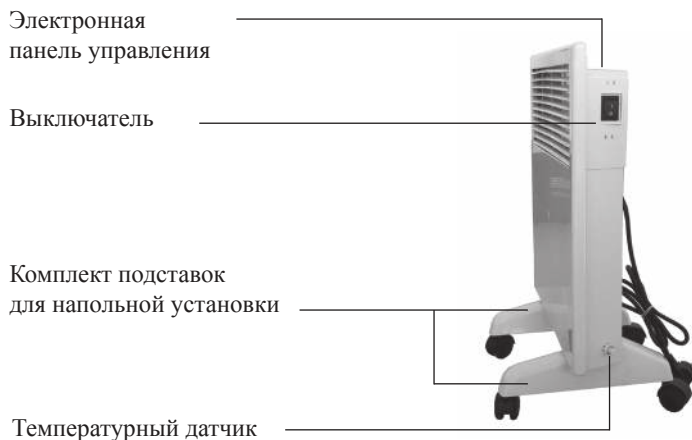 Электронная
панель управления
Выключатель
Комплект подставок
для напольной установки
Температурный датчик